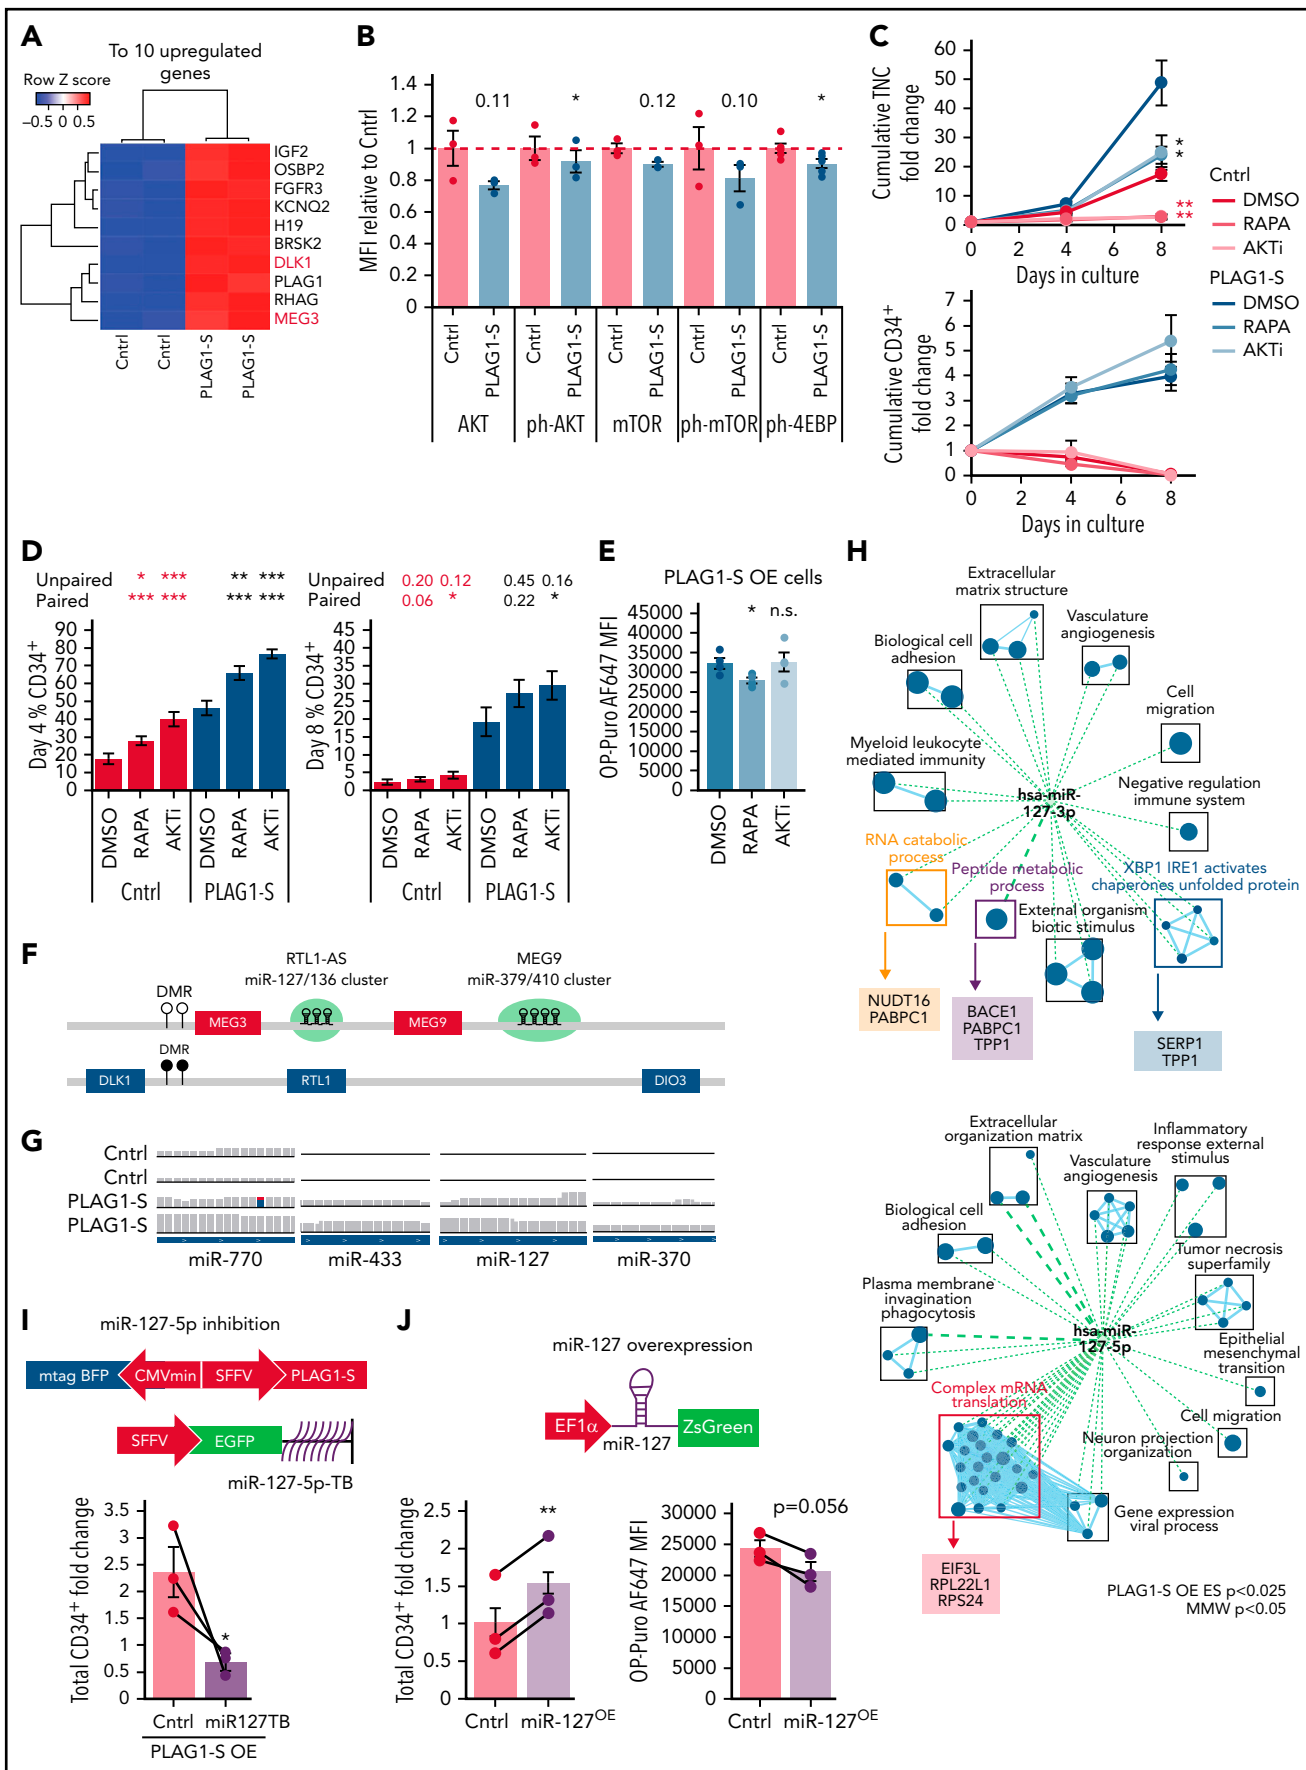 A
To 10 upregulated
genes
Row Z score
–0.5 0 0.5
IGF2
OSBP2
FGFR3
KCNQ2
H19
BRSK2
DLK1
PLAG1
RHAG
MEG3
Cntrl
Cntrl
PLAG1-S
PLAG1-S
B
MFI relative to Cntrl
1.4
1.2
1
0.8
0.6
0.4
0.2
0
0.11
*
0.12
0.10
*
Cntrl
PLAG1-S
Cntrl
PLAG1-S
Cntrl
PLAG1-S
Cntrl
PLAG1-S
Cntrl
PLAG1-S
AKT
ph-AKT
mTOR
ph-mTOR
ph-4EBP
C
Cumulative TNC
fold change
60
50
40
30
20
10
0
0 2 4 6 8
Days in culture
*
*
**
**
Cntrl
DMSO
RAPA
AKTi
PLAG1-S
DMSO
RAPA
AKTi
Cumulative CD34+
fold change
7
6
5
4
3
2
1
0
0 2 4 6 8
Days in culture
D
Unpaired * *** ** ***
Paired *** *** *** ***
Day 4 % CD34+
90
80
70
60
50
40
30
20
10
0
DMSO
RAPA
AKTi
DMSO
RAPA
AKTi
Cntrl
PLAG1-S
Unpaired 0.20 0.12 0.45 0.16
Paired 0.06 * 0.22 *
Day 8 % CD34+
45
40
35
30
25
20
15
10
5
0
DMSO
RAPA
AKTi
DMSO
RAPA
AKTi
Cntrl
PLAG1-S
E
PLAG1-S OE cells
OP-Puro AF647 MFI
45000
40000
35000
30000
25000
20000
15000
10000
5000
0
* n.s.
DMSO
RAPA
AKTi
F
RTL1-AS
miR-127/136 cluster
MEG9
miR-379/410 cluster
DMR
MEG3
MEG9
DMR
DLK1
RTL1
DIO3
G
Cntrl
Cntrl
PLAG1-S
PLAG1-S
miR-770
miR-433
miR-127
miR-370
H
Extracellular
matrix structure
Vasculature
angiogenesis
Biological cell
adhesion
Cell
migration
Myeloid leukocyte
mediated immunity
hsa-miR-
127-3p
Negative regulation
immune system
RNA catabolic
process
Peptide metabolic
process
XBP1 IRE1 activates
chaperones unfolded protein
External organism
biotic stimulus
NUDT16
PABPC1
BACE1
PABPC1
TPP1
SERP1
TPP1
Extracellular
organization matrix
Inflammatory
response external
stimulus
Vasculature
angiogenesis
Biological cell
adhesion
Tumor necrosis
superfamily
Plasma membrane
invagination
phagocytosis
hsa-miR-
127-5p
Epithelial
mesenchymal
transition
Complex mRNA
translation
Cell migration
Neuron projection
organization
Gene expression
viral process
EIF3L
RPL22L1
RPS24
PLAG1-S OE ES p<0.025
MMW p<0.05
I
miR-127-5p inhibition
mtag BFP
CMVmin
SFFV
PLAG1-S
SFFV
EGFP
miR-127-5p-TB
Total CD34+ fold change
3.5
3
2.5
2
1.5
1
0.5
0
*
Cntrl miR127TB
PLAG1-S OE
J
miR-127 overexpression
EF1α
miR-127
ZsGreen
Total CD34+ fold change
2.5
2
1.5
1
0.5
0
**
Cntrl miR-127OE
OP-Puro AF647 MFI
30000
25000
20000
15000
10000
5000
0
p=0.056
Cntrl miR-127OE